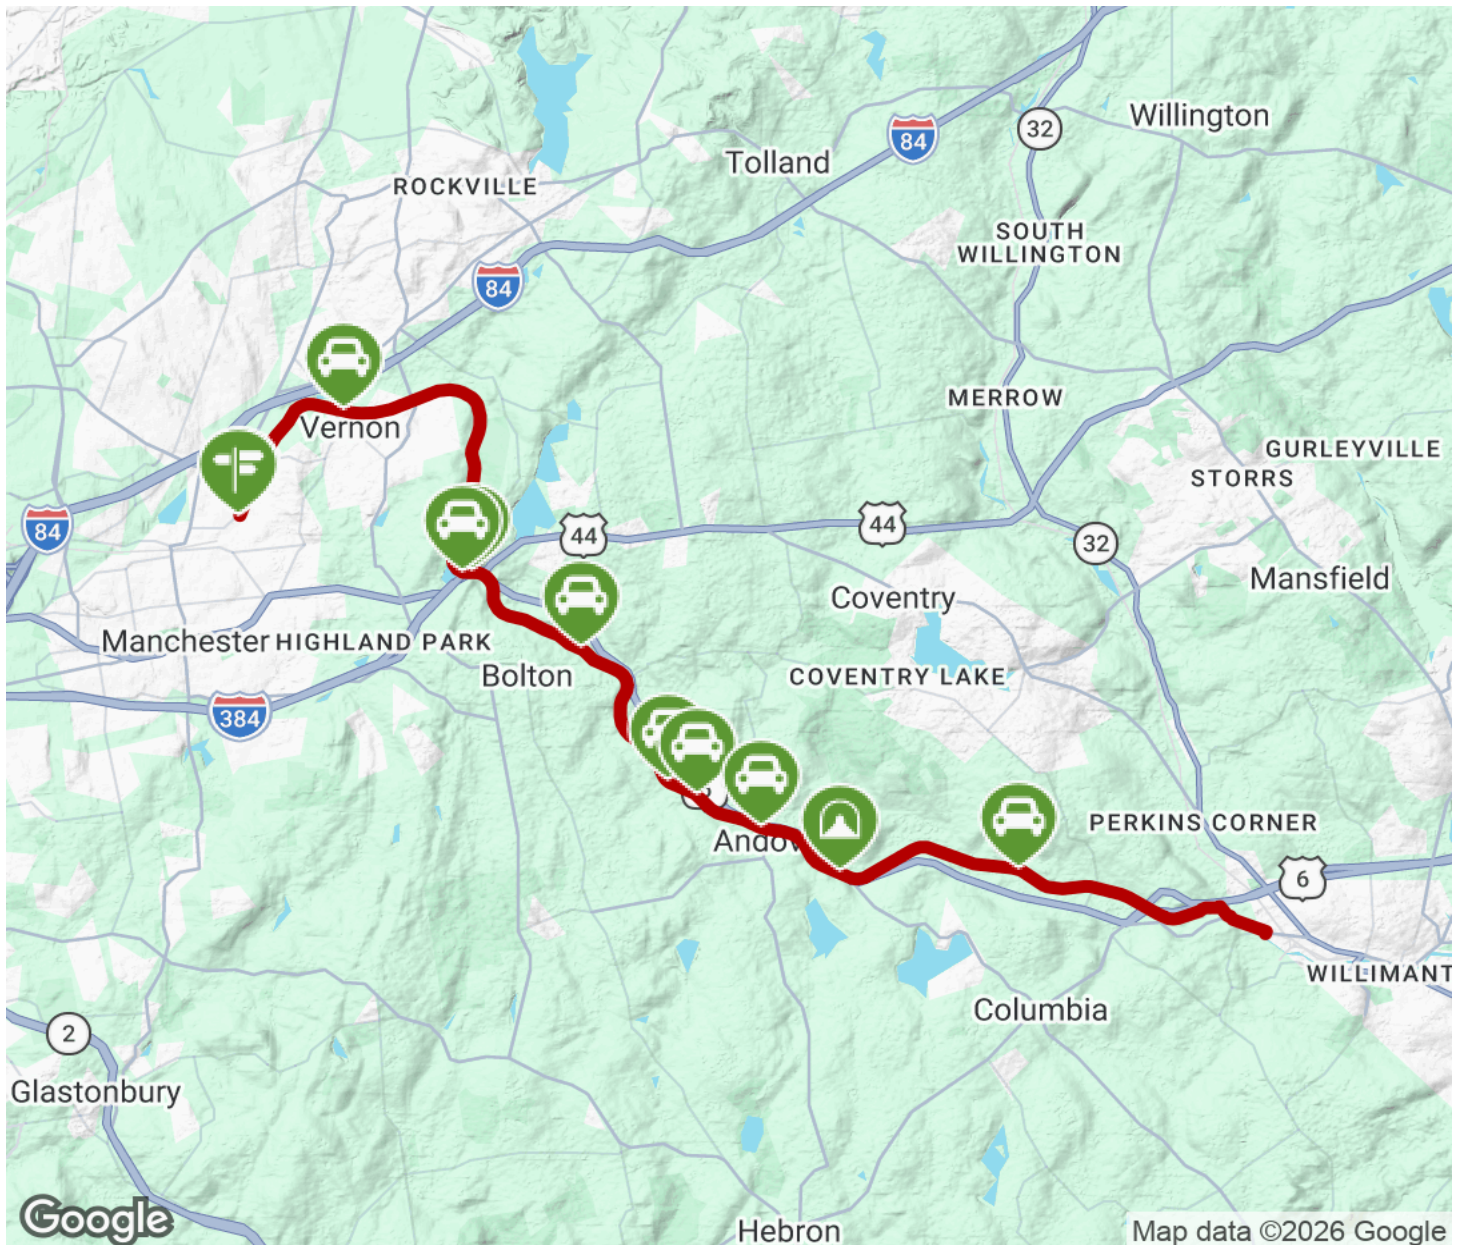 Willington
32
84
Tolland
ROCKVILLE
SOUTH
WILLINGTON
84
MERROW
Vernon
GURLEYVILLE
STORRS
84
44
44
32
Mansfield
Coventry
Manchester
HIGHLAND PARK
Bolton
COVENTRY LAKE
384
Andov
PERKINS CORNER
6
WILLIMANT
Columbia
2
Glastonbury
Hebron
Google
Map data ©2026 Google